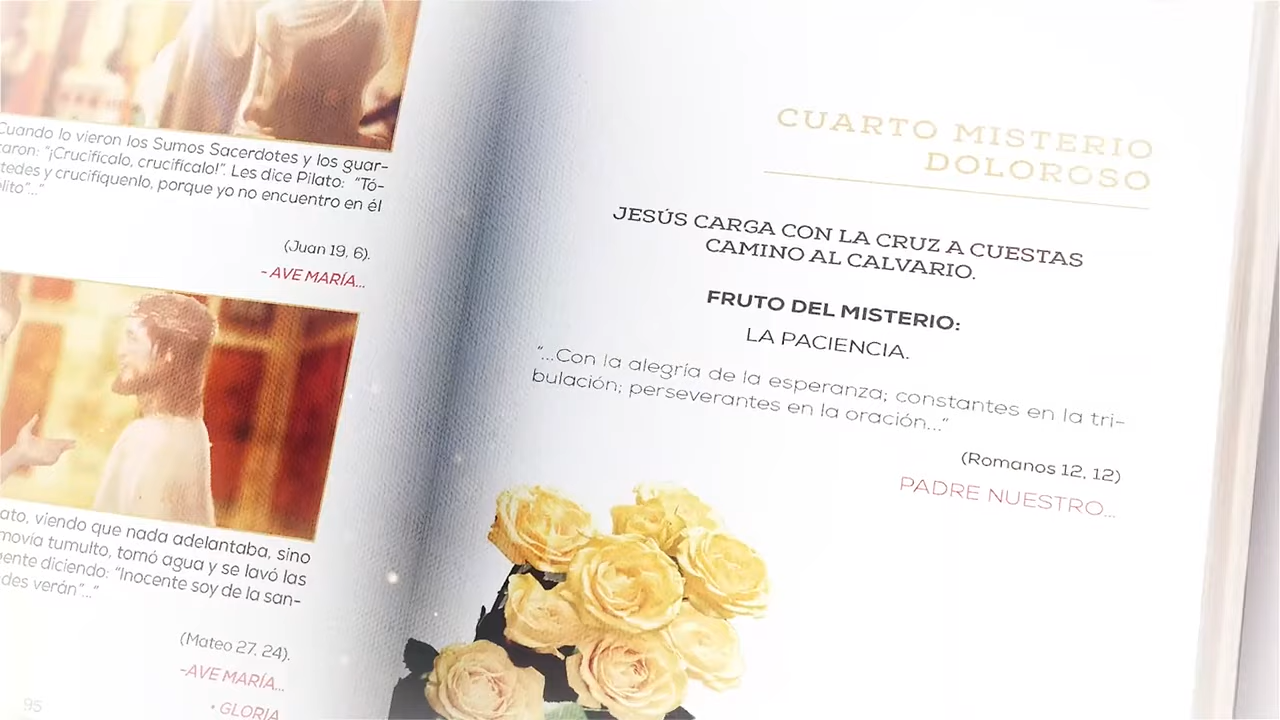 Cuando lo vieron los Sumos Sacerdotes y los guar-
taron: "¡Crucifícalo, crucifícalo!". Les dice Pilato: "Tó-
tedes y crucifíquenlo, porque yo no encuentro en él
elito"..."
(Juan 19, 6).
- AVE MARÍA...
ato, viendo que nada adelantaba, sino
movía tumulto, tomó agua y se lavó las
ente diciendo: "Inocente soy de la san-
des verán"..."
(Mateo 27, 24).
-AVE MARÍA...
• GLORIA
95
CUARTO MISTERIO
DOLOROSO
JESÚS CARGA CON LA CRUZ A CUESTAS
CAMINO AL CALVARIO.
FRUTO DEL MISTERIO:
LA PACIENCIA.
"...Con la alegría de la esperanza; constantes en la tri-
bulación; perseverantes en la oración..."
(Romanos 12, 12)
PADRE NUESTRO...